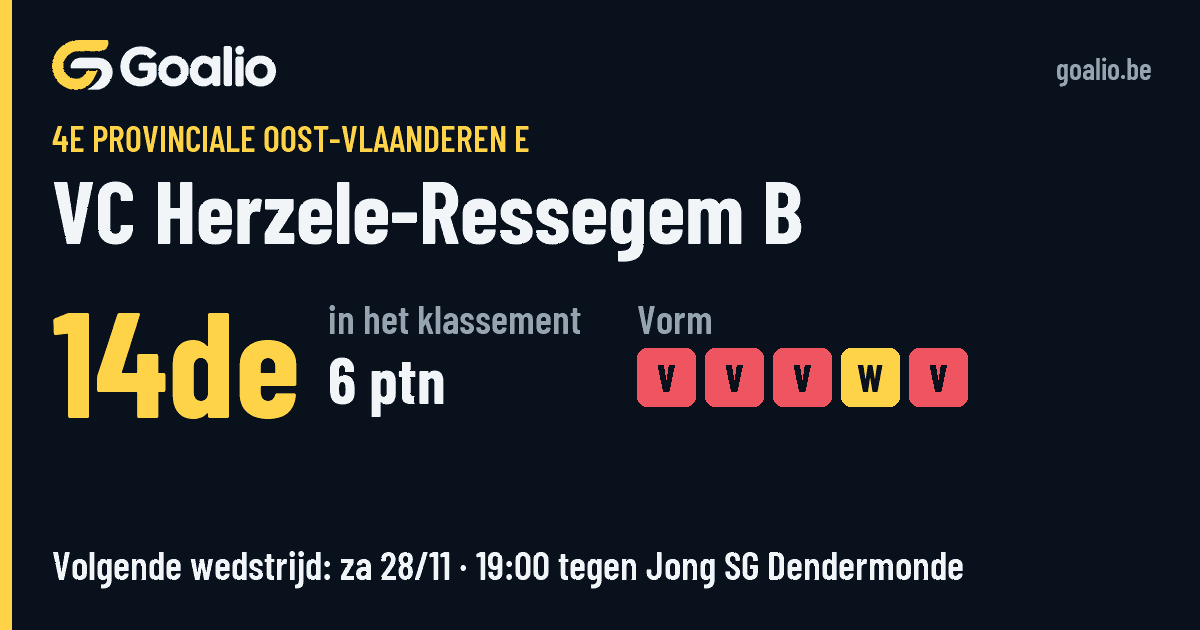 Goalio
goalio.be
4E PROVINCIALE OOST-VLAANDEREN E
VC Herzele-Ressegem B
14de
in het klassement
6 ptn
Vorm
V V V W V
Volgende wedstrijd: za 28/11 · 19:00 tegen Jong SG Dendermonde